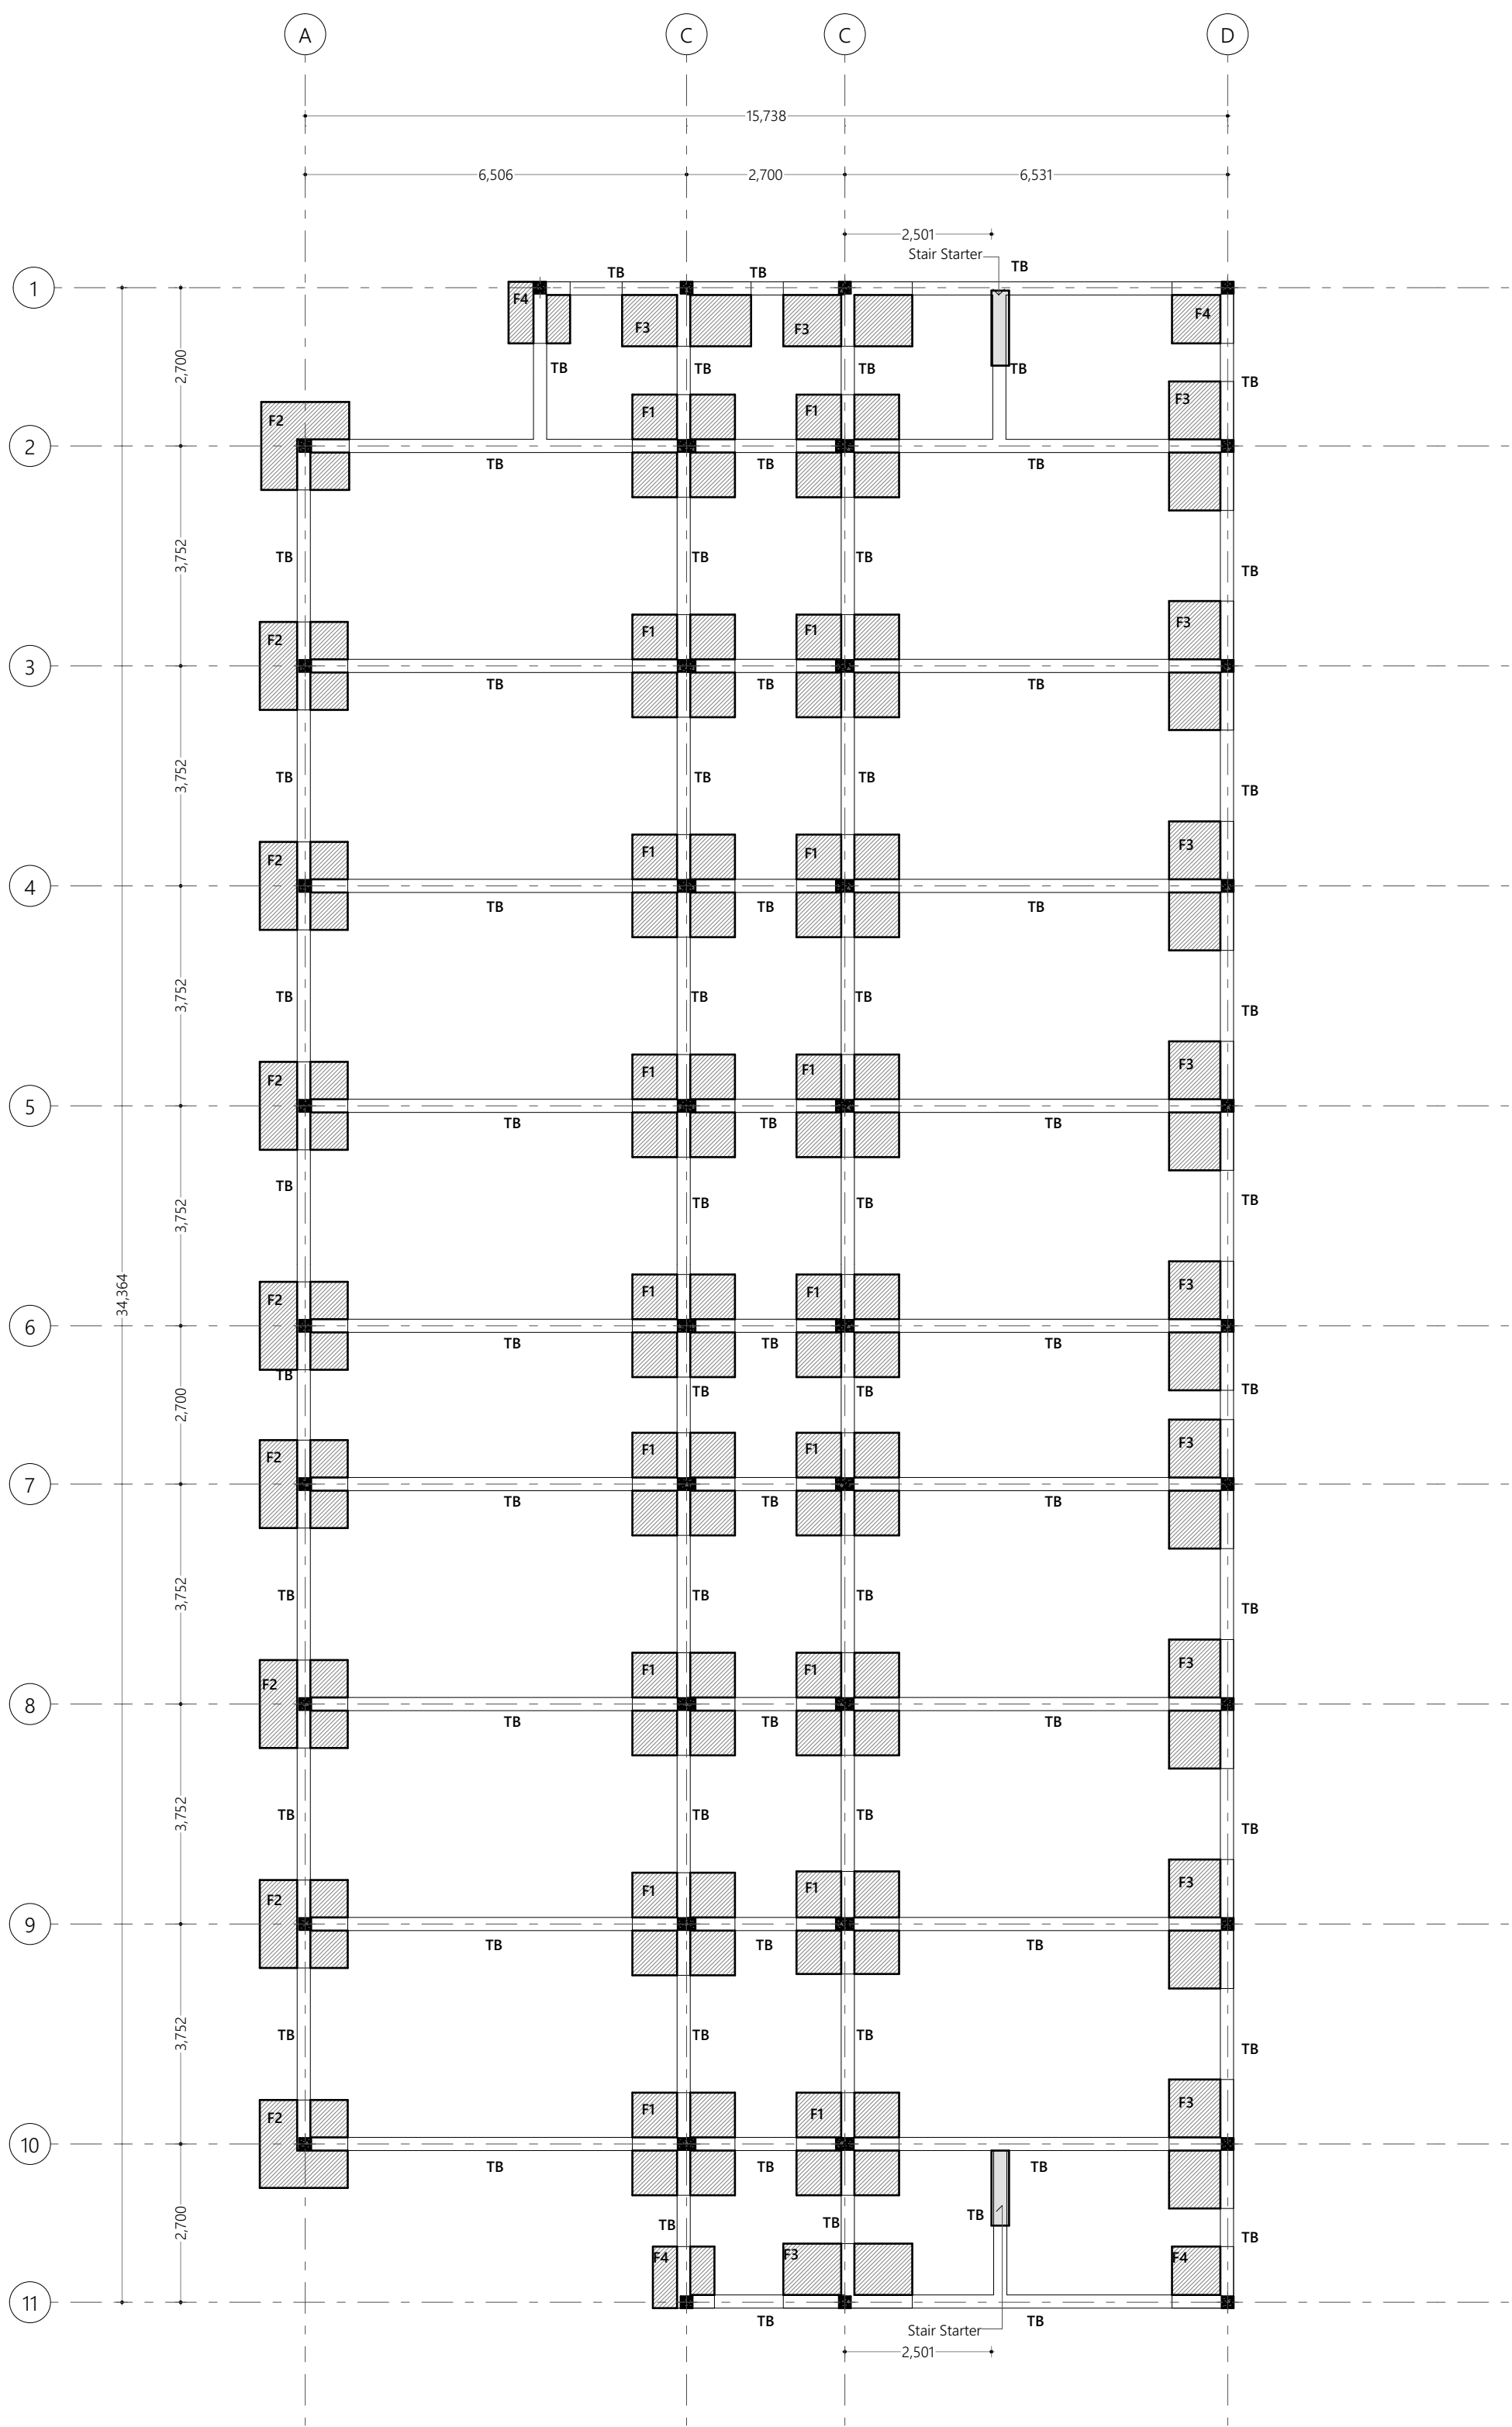 A C C D
15,738
6,506 2,700 6,531
2,501
Stair Starter
TB TB TB
1
F4 F3 F3 F4
2,700
TB TB TB TB
TB
F2 F1 F1 F3
2
TB TB TB
3,752
TB TB TB TB
F2 F1 F1 F3
3
TB TB TB
3,752
TB TB TB TB
F2 F1 F1 F3
4
TB TB TB
3,752
TB TB TB TB
F2 F1 F1 F3
5
TB TB TB
3,752
TB TB TB TB
34,364
F2 F1 F1 F3
6
TB TB TB
2,700
TB TB TB TB
F2 F1 F1 F3
7
TB TB TB
3,752
TB TB TB TB
F2 F1 F1 F3
8
TB TB TB
3,752
TB TB TB TB
F2 F1 F1 F3
9
TB TB TB
3,752
TB TB TB TB
F2 F1 F1 F3
10
TB TB TB
2,700
TB TB TB TB
F4 F3 F4
11
TB TB
Stair Starter
2,501